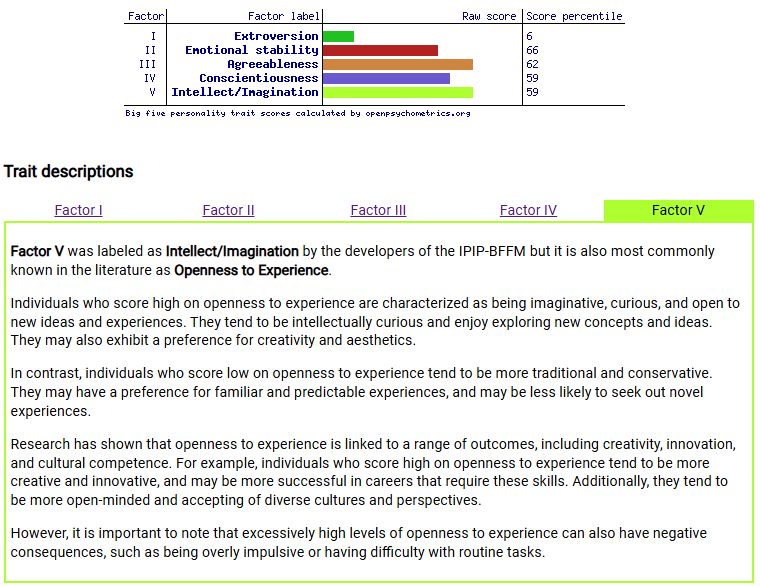 Factor Factor label Raw score Score percentile
I Extroversion 6
II Emotional stability 66
III Agreeableness 62
IV Conscientiousness 59
V Intellect/Imagination 59
Big five personality trait scores calculated by openpsychometrics.org
Trait descriptions
Factor I Factor II Factor III Factor IV Factor V
Factor V was labeled as Intellect/Imagination by the developers of the IPIP-BFFM but it is also most commonly
known in the literature as Openness to Experience.
Individuals who score high on openness to experience are characterized as being imaginative, curious, and open to
new ideas and experiences. They tend to be intellectually curious and enjoy exploring new concepts and ideas.
They may also exhibit a preference for creativity and aesthetics.
In contrast, individuals who score low on openness to experience tend to be more traditional and conservative.
They may have a preference for familiar and predictable experiences, and may be less likely to seek out novel
experiences.
Research has shown that openness to experience is linked to a range of outcomes, including creativity, innovation,
and cultural competence. For example, individuals who score high on openness to experience tend to be more
creative and innovative, and may be more successful in careers that require these skills. Additionally, they tend to
be more open-minded and accepting of diverse cultures and perspectives.
However, it is important to note that excessively high levels of openness to experience can also have negative
consequences, such as being overly impulsive or having difficulty with routine tasks.